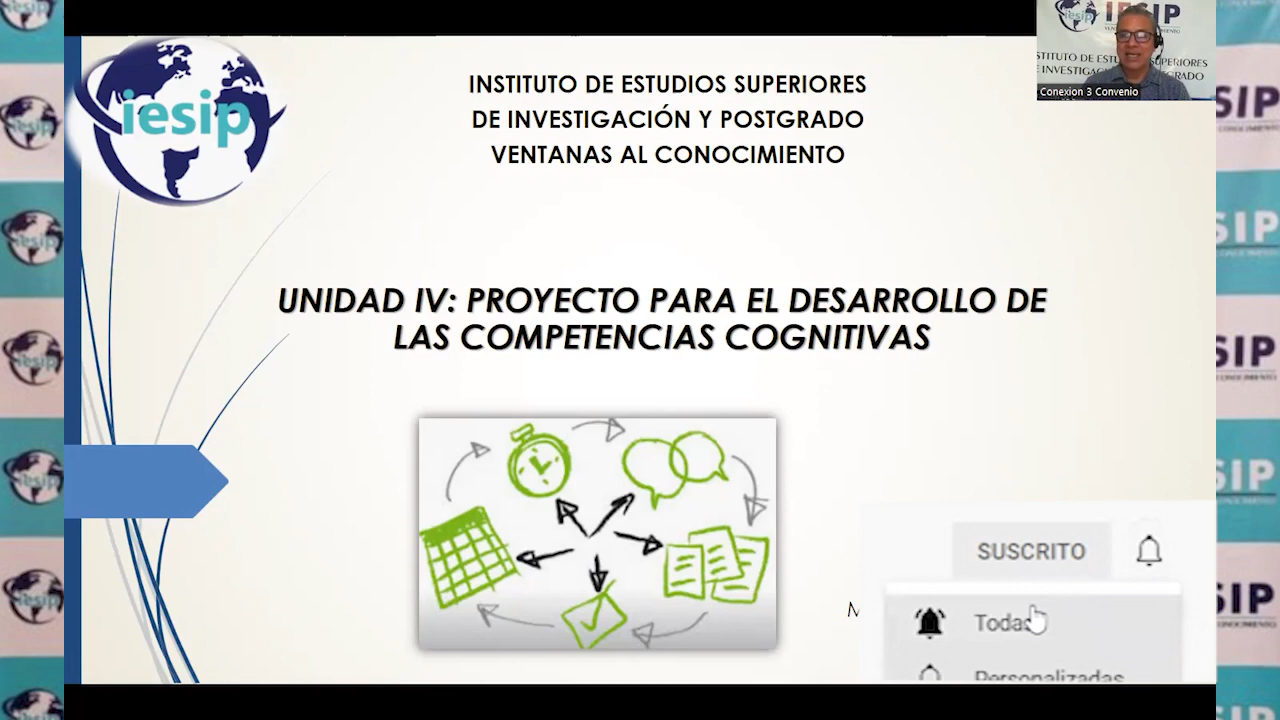 iesip
INSTITUTO DE ESTUDIOS SUPERIORES
DE INVESTIGACIÓN Y POSTGRADO
VENTANAS AL CONOCIMIENTO
UNIDAD IV: PROYECTO PARA EL DESARROLLO DE
LAS COMPETENCIAS COGNITIVAS
M
SUSCRITO
Todas
Personalizadas
Conexion 3 Convenio